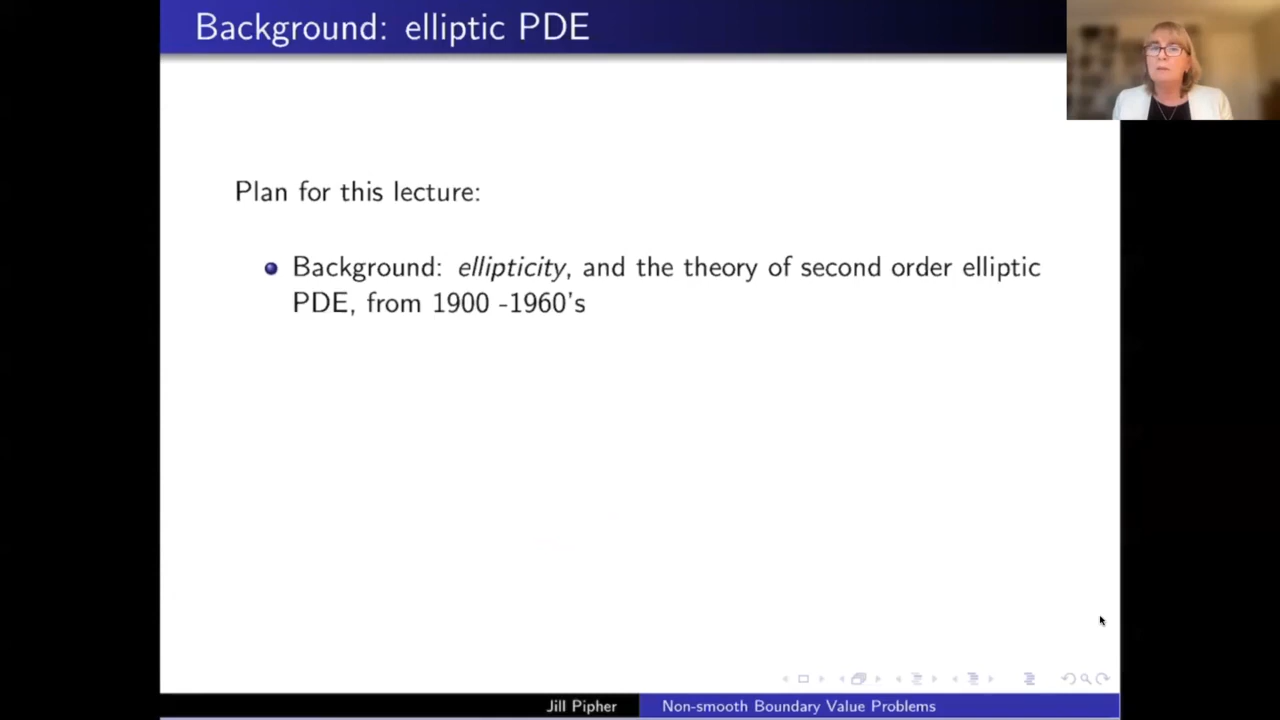 Background: elliptic PDE
Plan for this lecture:
Background: ellipticity, and the theory of second order elliptic
PDE, from 1900 -1960's
Jill Pipher
Non-smooth Boundary Value Problems